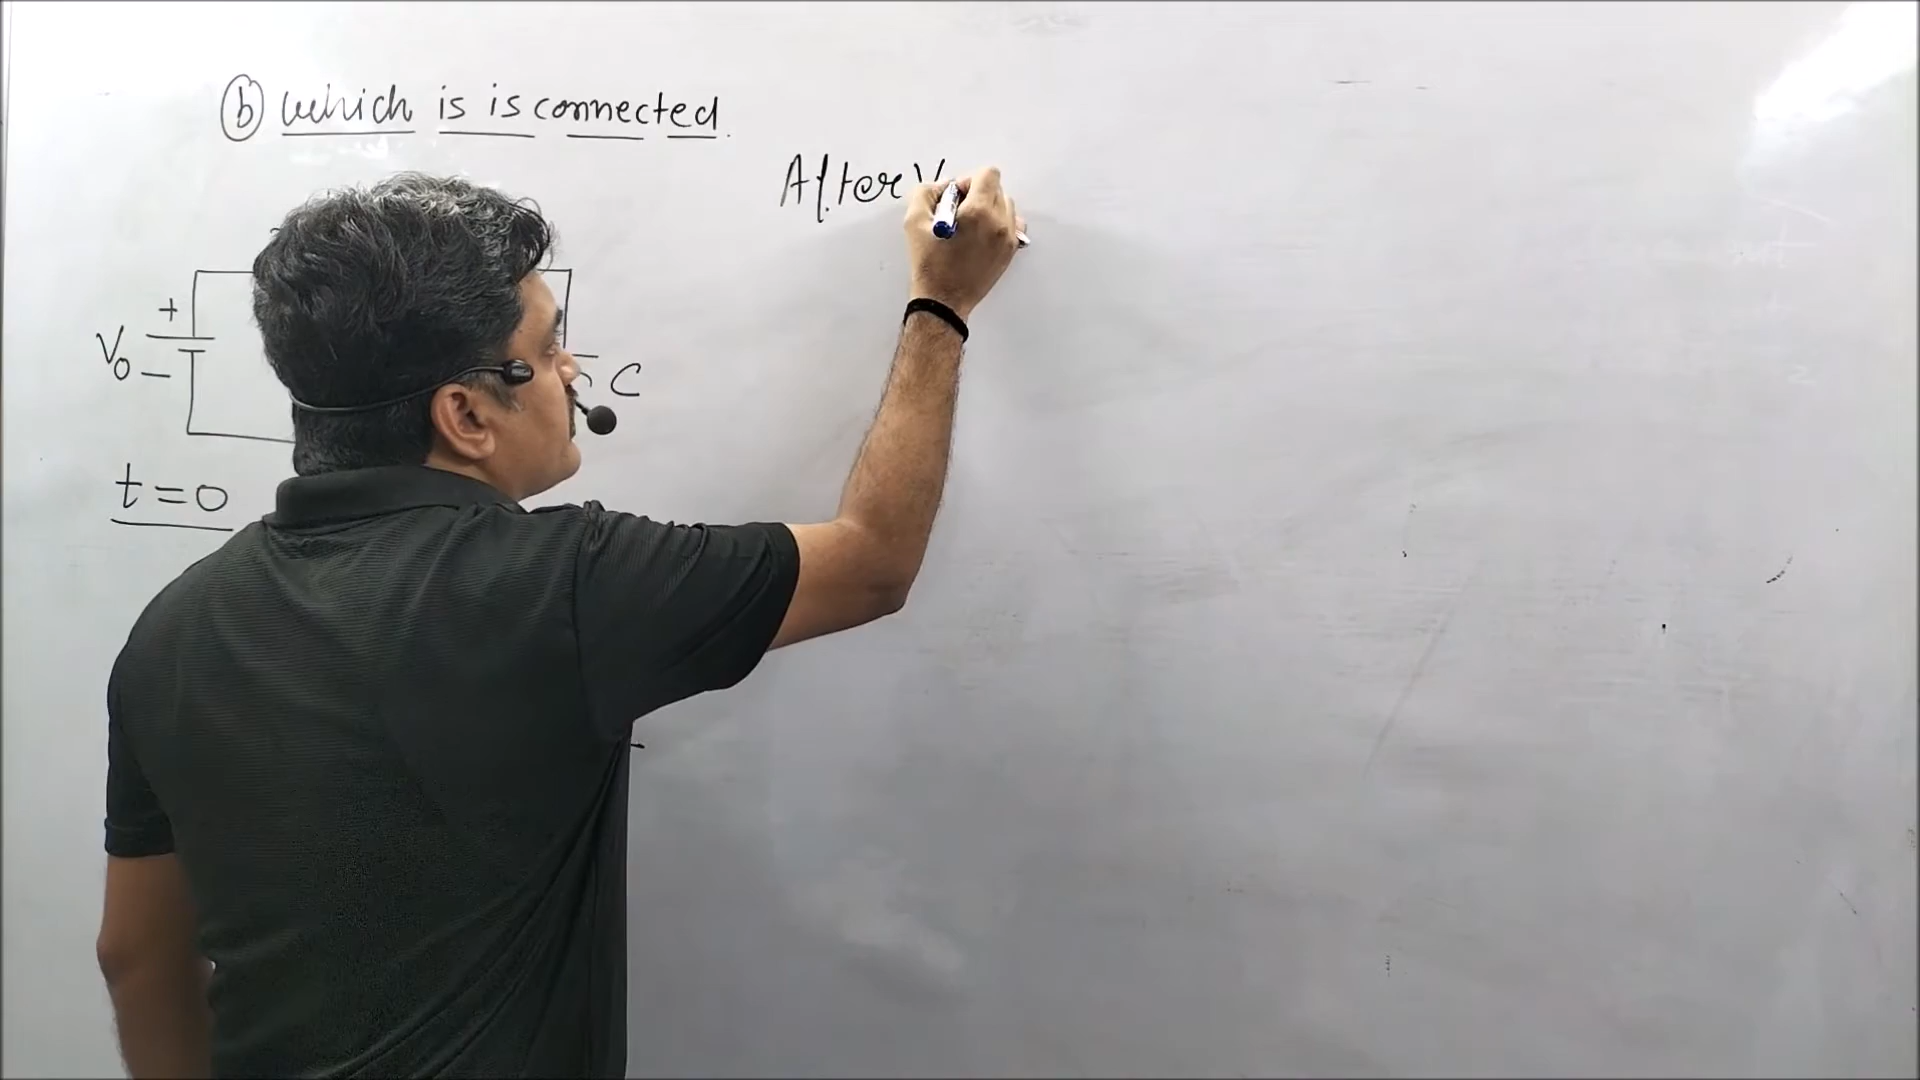 (b) which is is connected.
After
+
V₀
−
C
t=0